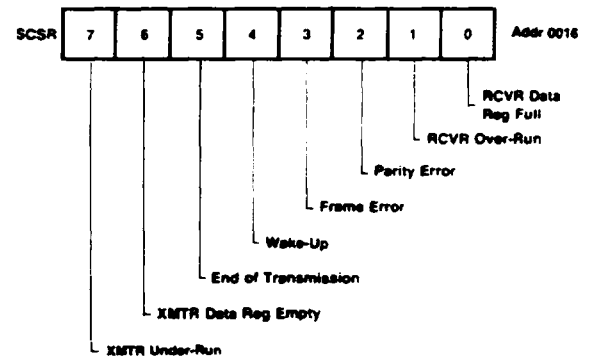 SCSR 7 6 5 4 3 2 1 0 Addr 0016
RCVR Data
Reg Full
RCVR Over-Run
Parity Error
Frame Error
Wake-Up
End of Transmission
XMTR Data Reg Empty
XMTR Under-Run